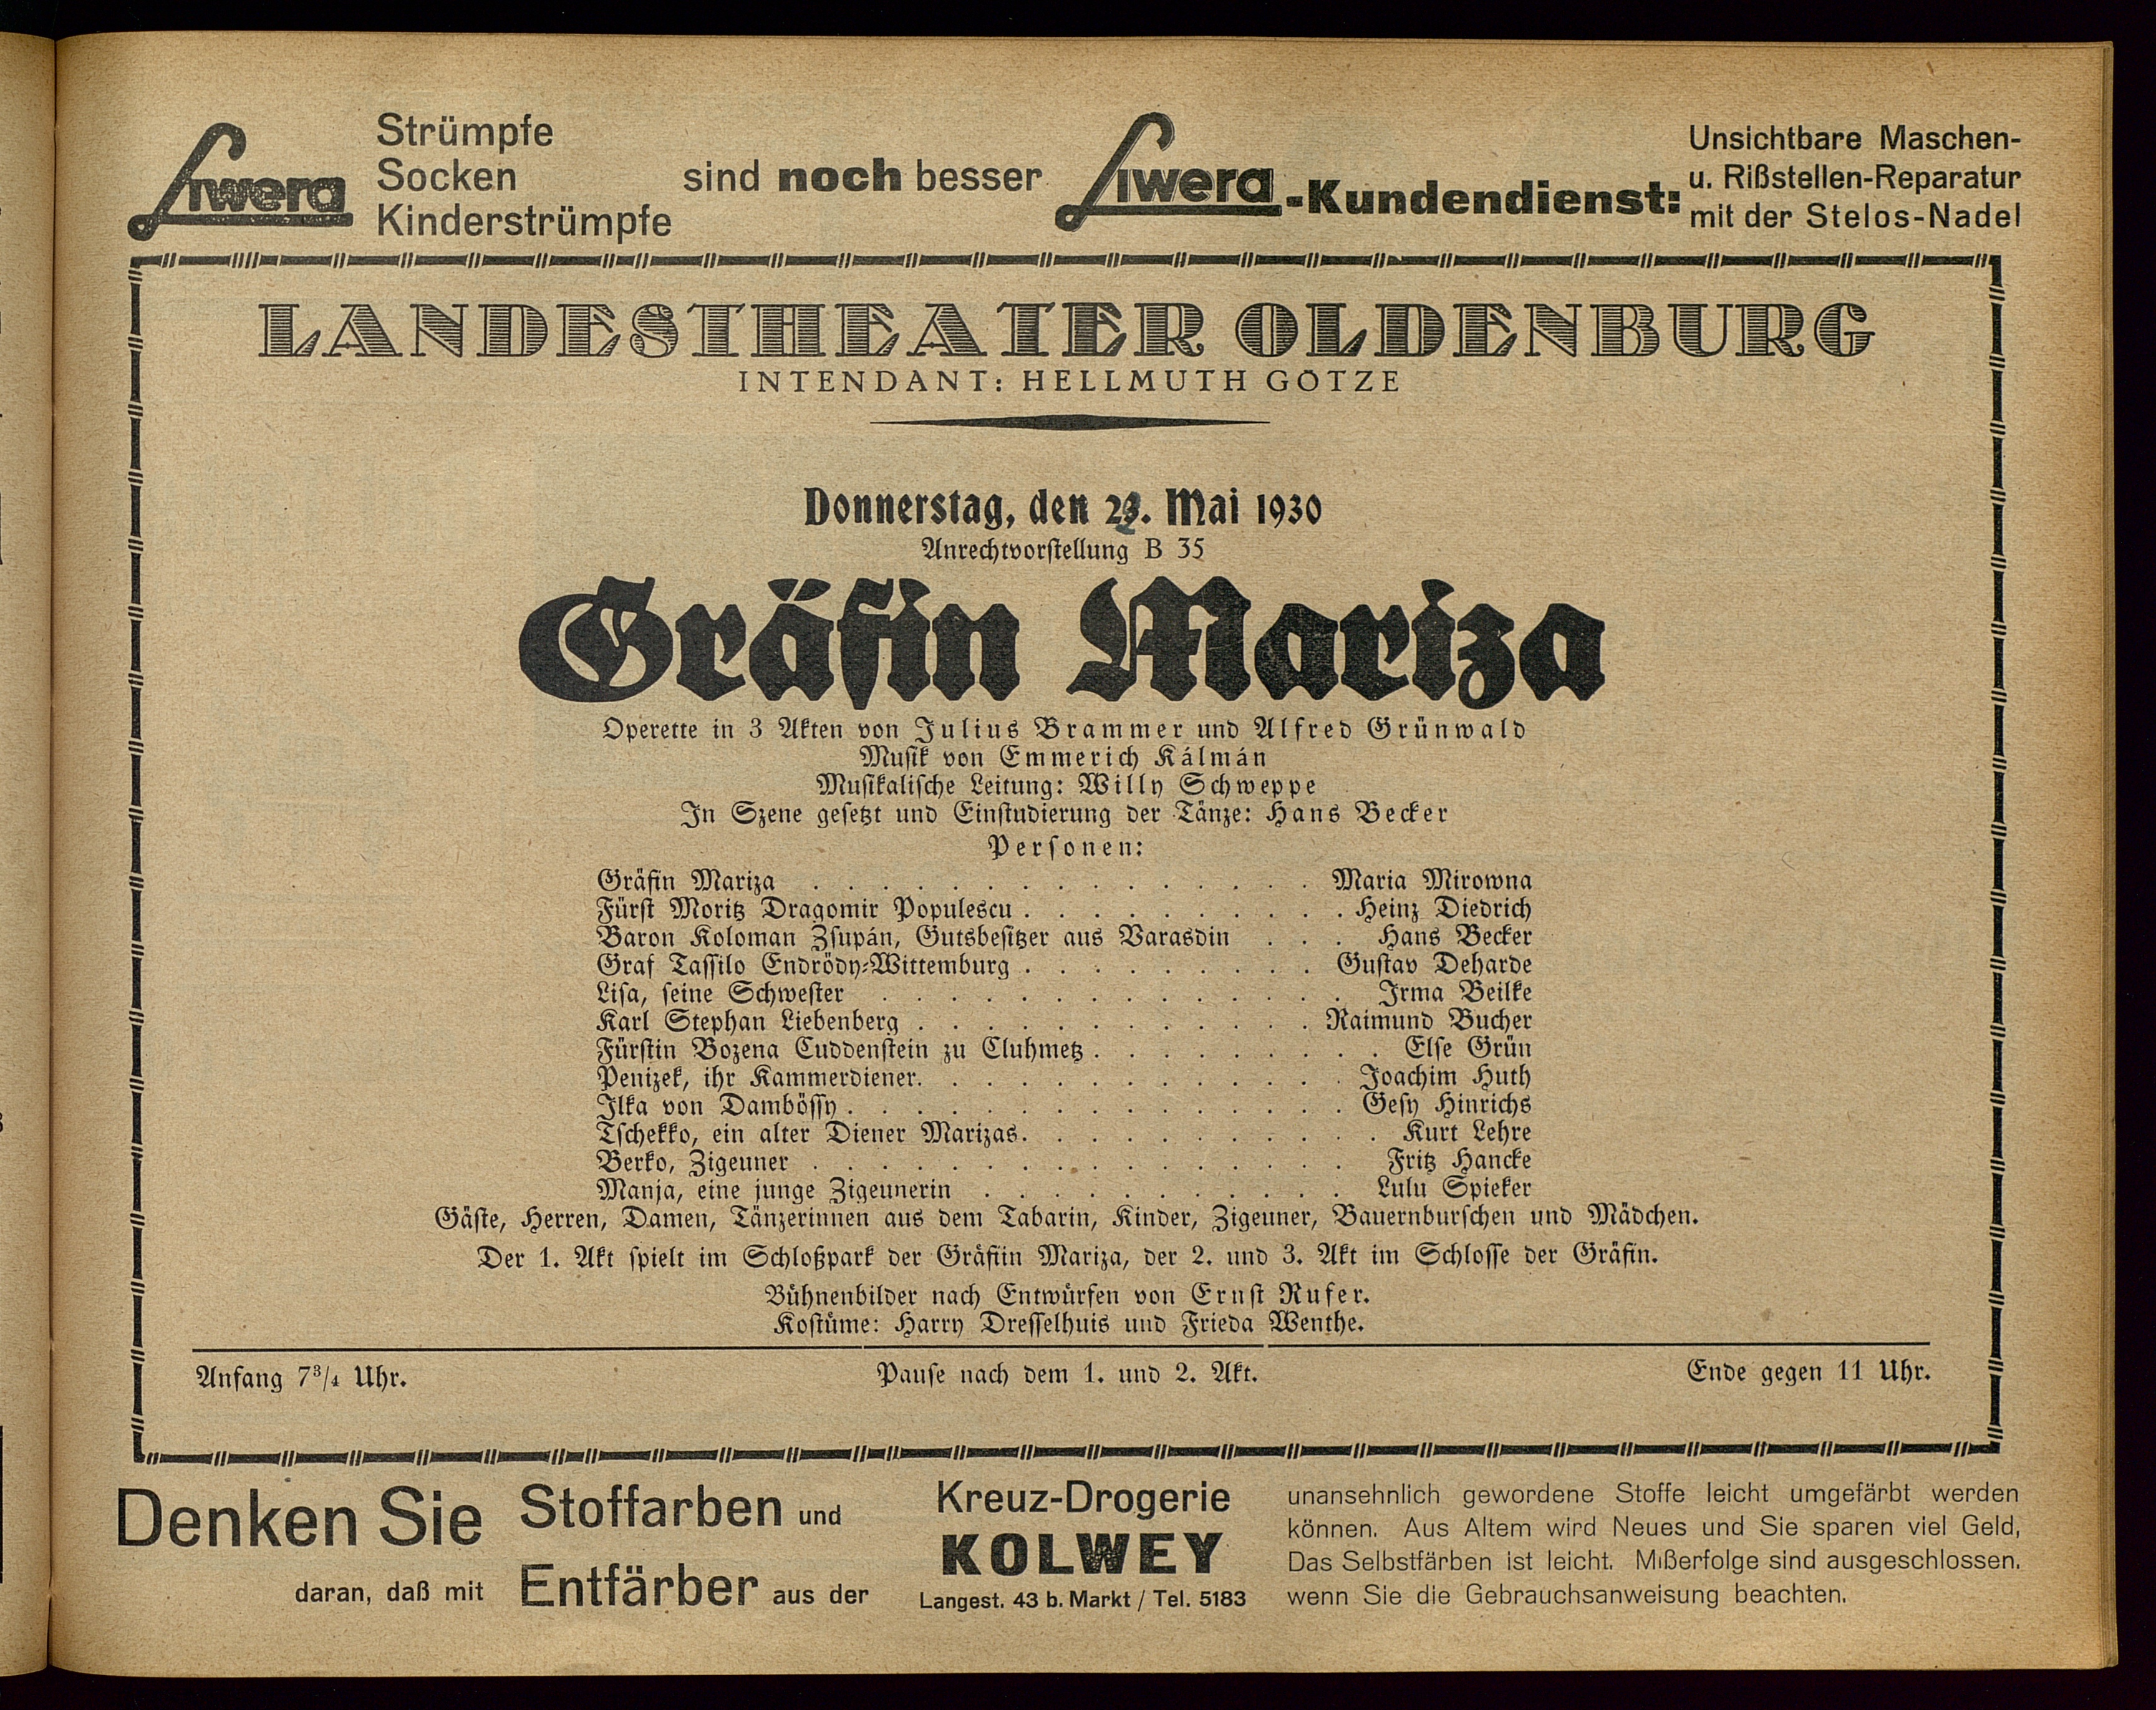 Liwera Strümpfe
Socken
Kinderstrümpfe
sind noch besser
Liwera-Kundendienst:
Unsichtbare Maschen-
u. Rißstellen-Reparatur
mit der Stelos-Nadel
LANDESTHEATER OLDENBURG
INTENDANT: HELLMUTH GÖTZE
Donnerstag, den 22. Mai 1930
Anrechtvorstellung B 35
Gräfin Mariza
Operette in 3 Akten von Julius Brammer und Alfred Grünwald
Musik von Emmerich Kálmán
Musikalische Leitung: Willy Schweppe
In Szene gesetzt und Einstudierung der Tänze: Hans Becker
Personen:
Gräfin Mariza . . . . . . . . . . . . . . . Maria Mirowna
Fürst Moritz Dragomir Populescu . . . . . . . . . . Heinz Diedrich
Baron Koloman Zsupán, Gutsbesitzer aus Varasdin . . . Hans Becker
Graf Tassilo Endrödy-Wittemburg . . . . . . . . . Gustav Deharde
Lisa, seine Schwester . . . . . . . . . . . . . . Irma Beilke
Karl Stephan Liebenberg . . . . . . . . . . . . Raimund Bucher
Fürstin Bozena Cuddenstein zu Cluhmetz . . . . . . . . . Else Grün
Penizek, ihr Kammerdiener. . . . . . . . . . . . . Joachim Huth
Ilka von Dambössy . . . . . . . . . . . . . . . Gesy Hinrichs
Tschekko, ein alter Diener Marizas. . . . . . . . . . . Kurt Lehre
Berko, Zigeuner . . . . . . . . . . . . . . . . Fritz Hancke
Manja, eine junge Zigeunerin . . . . . . . . . . . Lulu Spieker
Gäste, Herren, Damen, Tänzerinnen aus dem Tabarin, Kinder, Zigeuner, Bauernburschen und Mädchen.
Der 1. Akt spielt im Schloßpark der Gräfiin Mariza, der 2. und 3. Akt im Schlosse der Gräfin.
Bühnenbilder nach Entwürfen von Ernst Rufer.
Kostüme: Harry Dresselhuis und Frieda Wenthe.
Anfang 7³/₄ Uhr. Pause nach dem 1. und 2. Akt. Ende gegen 11 Uhr.
Denken Sie
daran, daß mit
Stoffarben und
Entfärber aus der
Kreuz-Drogerie
KOLWEY
Langest. 43 b. Markt / Tel. 5183
unansehnlich gewordene Stoffe leicht umgefärbt werden
können. Aus Altem wird Neues und Sie sparen viel Geld,
Das Selbstfärben ist leicht. Mißerfolge sind ausgeschlossen.
wenn Sie die Gebrauchsanweisung beachten.